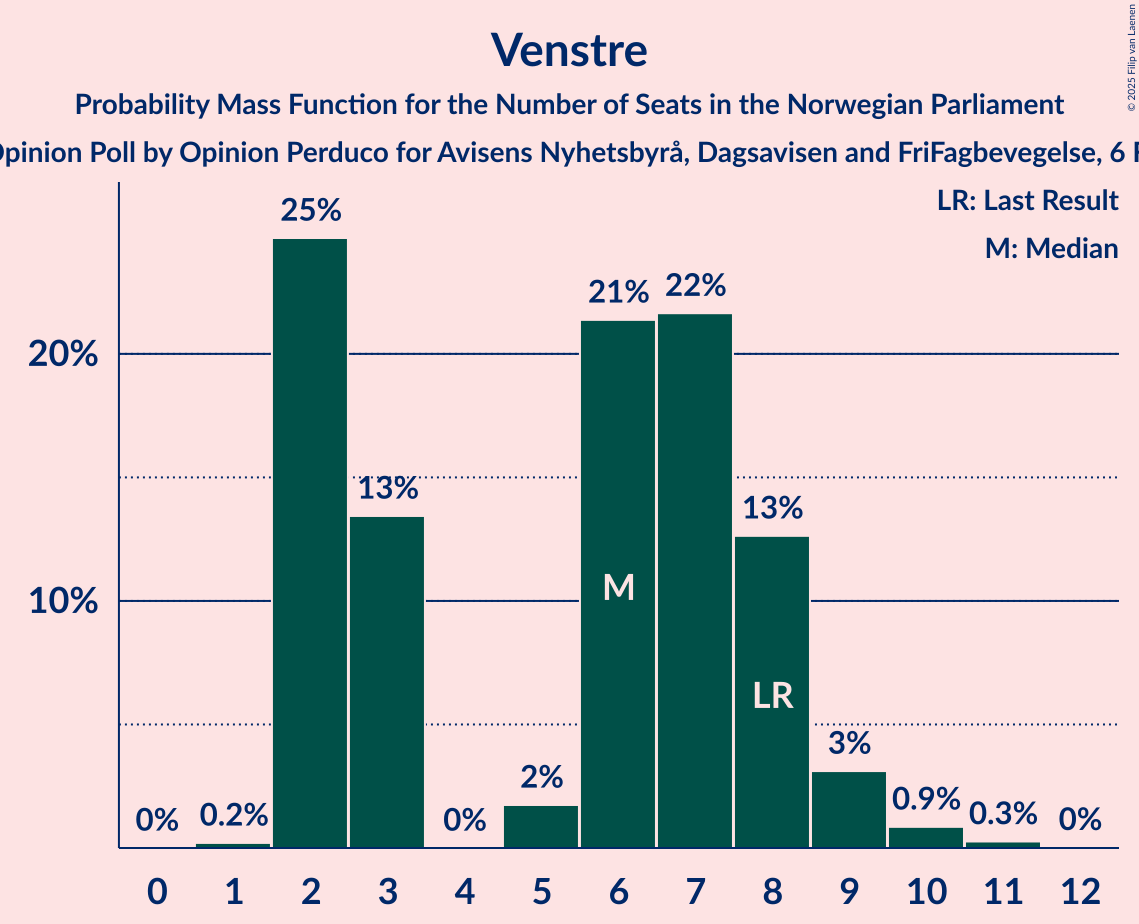 © 2025 Filip van Laenen
Venstre
Probability Mass Function for the Number of Seats in the Norwegian Parliament
Opinion Poll by Opinion Perduco for Avisens Nyhetsbyrå, Dagsavisen and FriFagbevegelse, 6
LR: Last Result
M: Median
25%
21%
22%
20%
13%
13%
10%
M
LR
3%
2%
0%
0.2%
0%
0.9%
0.3%
0%
0 1 2 3 4 5 6 7 8 9 10 11 12